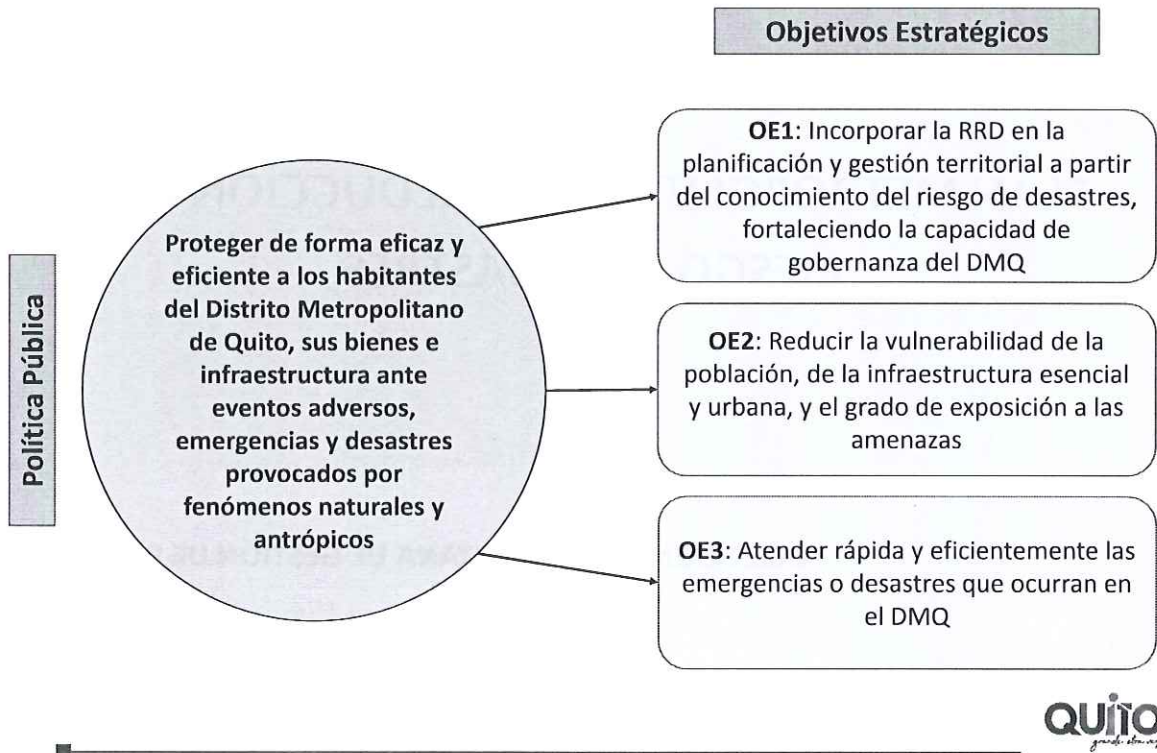 Objetivos Estratégicos
Política Pública
Proteger de forma eficaz y
eficiente a los habitantes
del Distrito Metropolitano
de Quito, sus bienes e
infraestructura ante
eventos adversos,
emergencias y desastres
provocados por
fenómenos naturales y
antrópicos
OE1: Incorporar la RRD en la
planificación y gestión territorial a partir
del conocimiento del riesgo de desastres,
fortaleciendo la capacidad de
gobernanza del DMQ
OE2: Reducir la vulnerabilidad de la
población, de la infraestructura esencial
y urbana, y el grado de exposición a las
amenazas
OE3: Atender rápida y eficientemente las
emergencias o desastres que ocurran en
el DMQ
QUITO